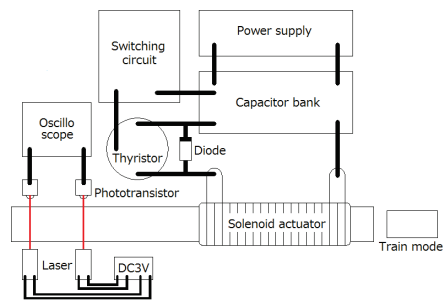 Switching
circuit
Power supply
Capacitor bank
Oscillo
scope
Thyristor
Diode
Phototransistor
Solenoid actuator
Train mode
Laser
DC3V